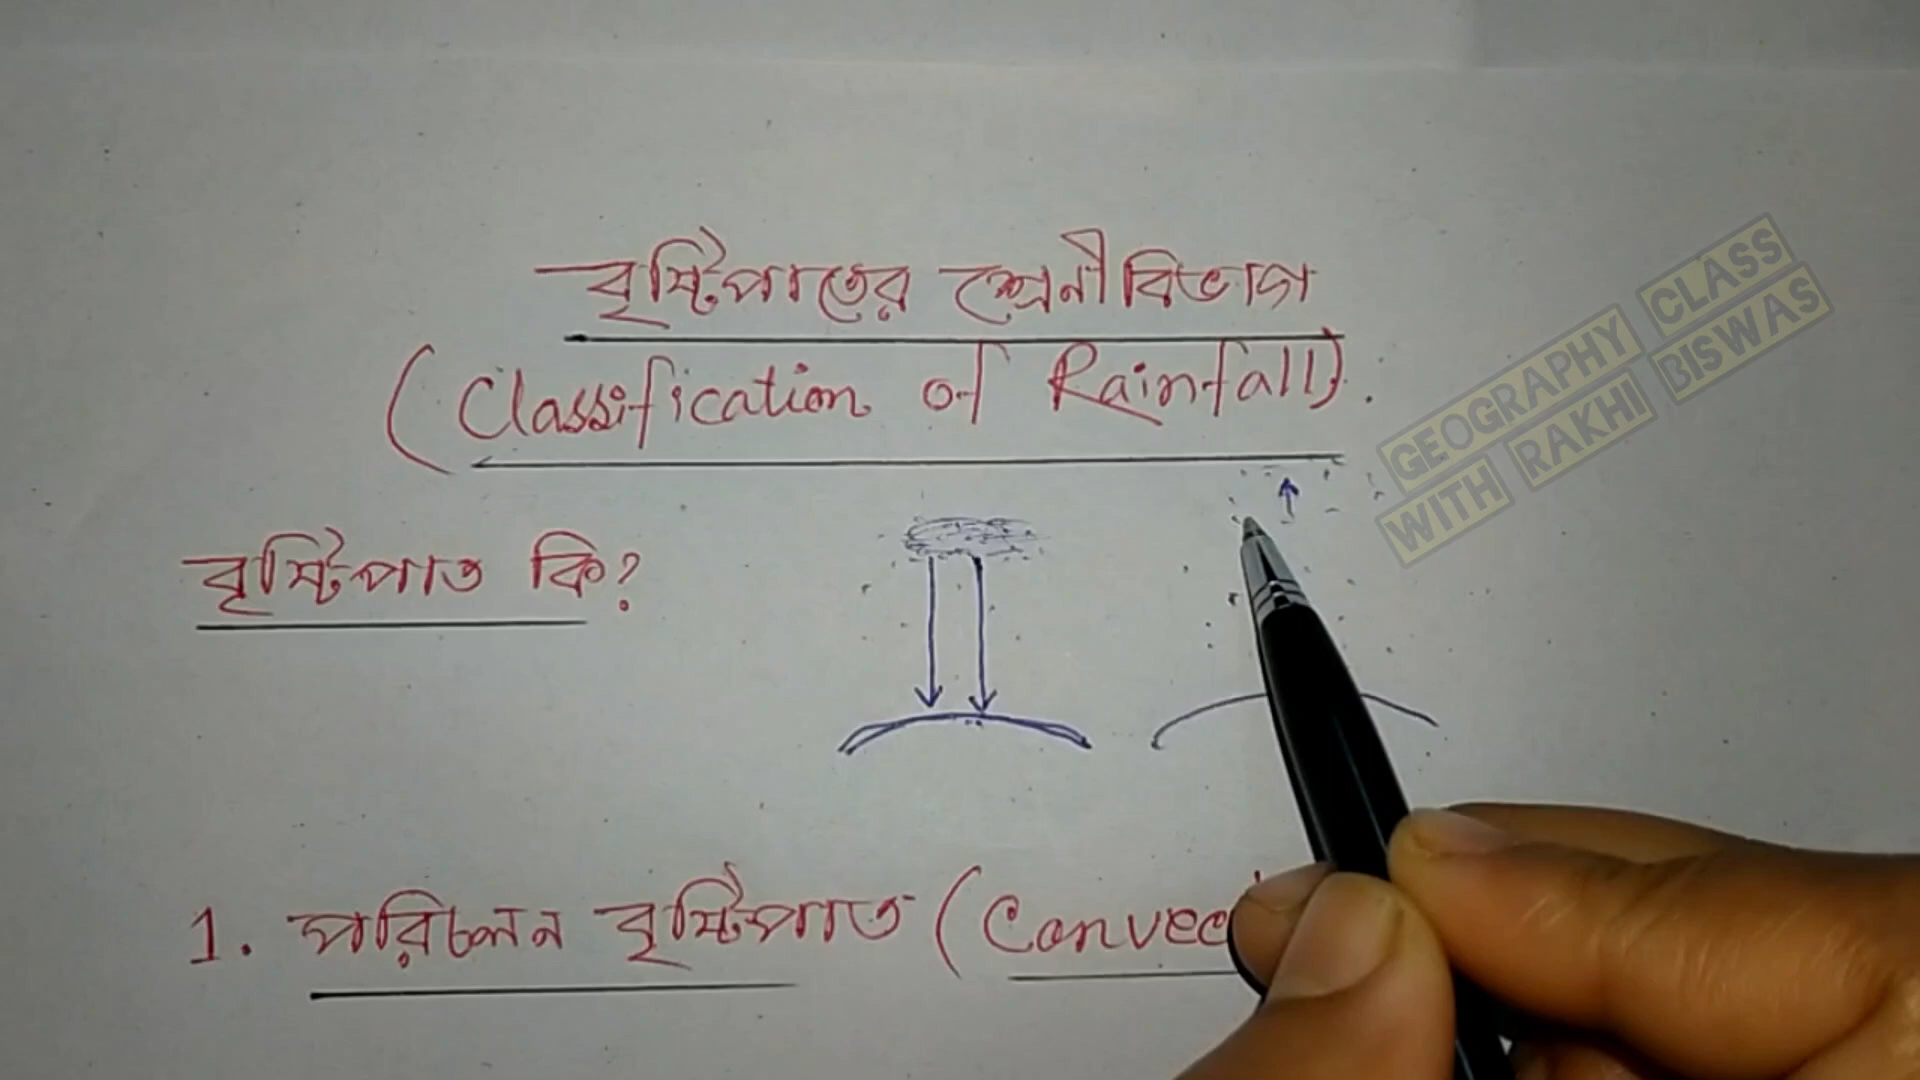 বৃষ্টিপাতের শ্রেনীবিভাগ
(Classification of Rainfall).
বৃষ্টিপাত কি?
1. পরিচলন বৃষ্টিপাত (Convec
GEOGRAPHY CLASS
WITH RAKHI BISWAS